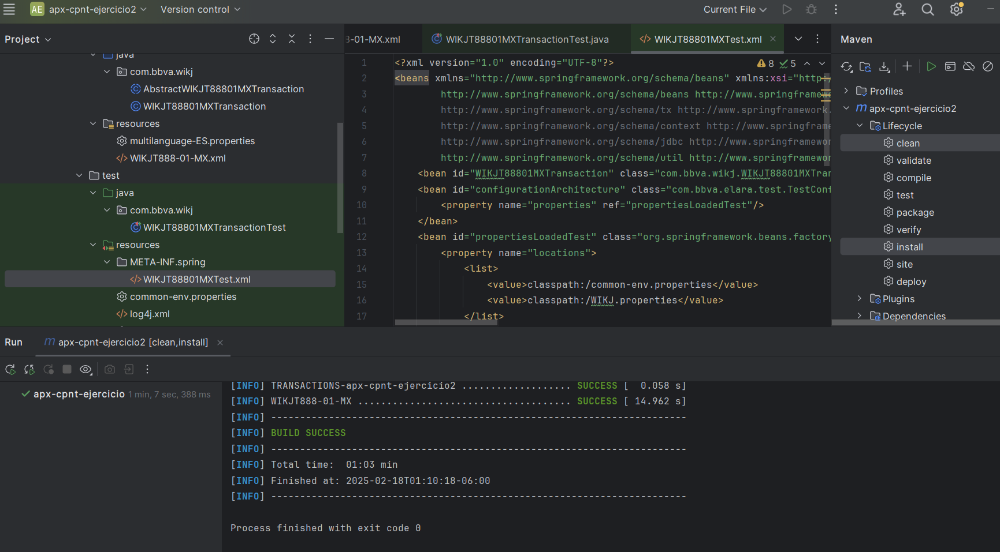 AE apx-cpnt-ejercicio2 Version control Current File
Project
java
com.bbva.wikj
AbstractWIKJT88801MXTransaction
WIKJT88801MXTransaction
resources
multilanguage-ES.properties
WIKJT888-01-MX.xml
test
java
com.bbva.wikj
WIKJT88801MXTransactionTest
resources
META-INF.spring
WIKJT88801MXTest.xml
common-env.properties
log4j.xml
-01-MX.xml WIKJT88801MXTransactionTest.java WIKJT88801MXTest.xml
8 5
1 <?xml version="1.0" encoding="UTF-8"?>
2 <beans xmlns="http://www.springframework.org/schema/beans" xmlns:xsi="http:/
3 http://www.springframework.org/schema/beans http://www.springframewo
4 http://www.springframework.org/schema/tx http://www.springframework.
5 http://www.springframework.org/schema/context http://www.springframe
6 http://www.springframework.org/schema/jdbc http://www.springframewor
7 http://www.springframework.org/schema/util http://www.springframewor
8 <bean id="WIKJT88801MXTransaction" class="com.bbva.wikj.WIKJT88801MXTran
9 <bean id="configurationArchitecture" class="com.bbva.elara.test.TestConf
10 <property name="properties" ref="propertiesLoadedTest"/>
11 </bean>
12 <bean id="propertiesLoadedTest" class="org.springframework.beans.factory
13 <property name="locations">
14 <list>
15 <value>classpath:/common-env.properties</value>
16 <value>classpath:/WIKJ.properties</value>
17 </list>
Maven
Profiles
apx-cpnt-ejercicio2
Lifecycle
clean
validate
compile
test
package
verify
install
site
deploy
Plugins
Dependencies
Run apx-cpnt-ejercicio2 [clean,install]
apx-cpnt-ejercicio 1 min, 7 sec, 388 ms
[INFO] TRANSACTIONS-apx-cpnt-ejercicio2 ................... SUCCESS [  0.058 s]
[INFO] WIKJT888-01-MX ..................................... SUCCESS [ 14.962 s]
[INFO] ------------------------------------------------------------------------
[INFO] BUILD SUCCESS
[INFO] ------------------------------------------------------------------------
[INFO] Total time:  01:03 min
[INFO] Finished at: 2025-02-18T01:10:18-06:00
[INFO] ------------------------------------------------------------------------
Process finished with exit code 0